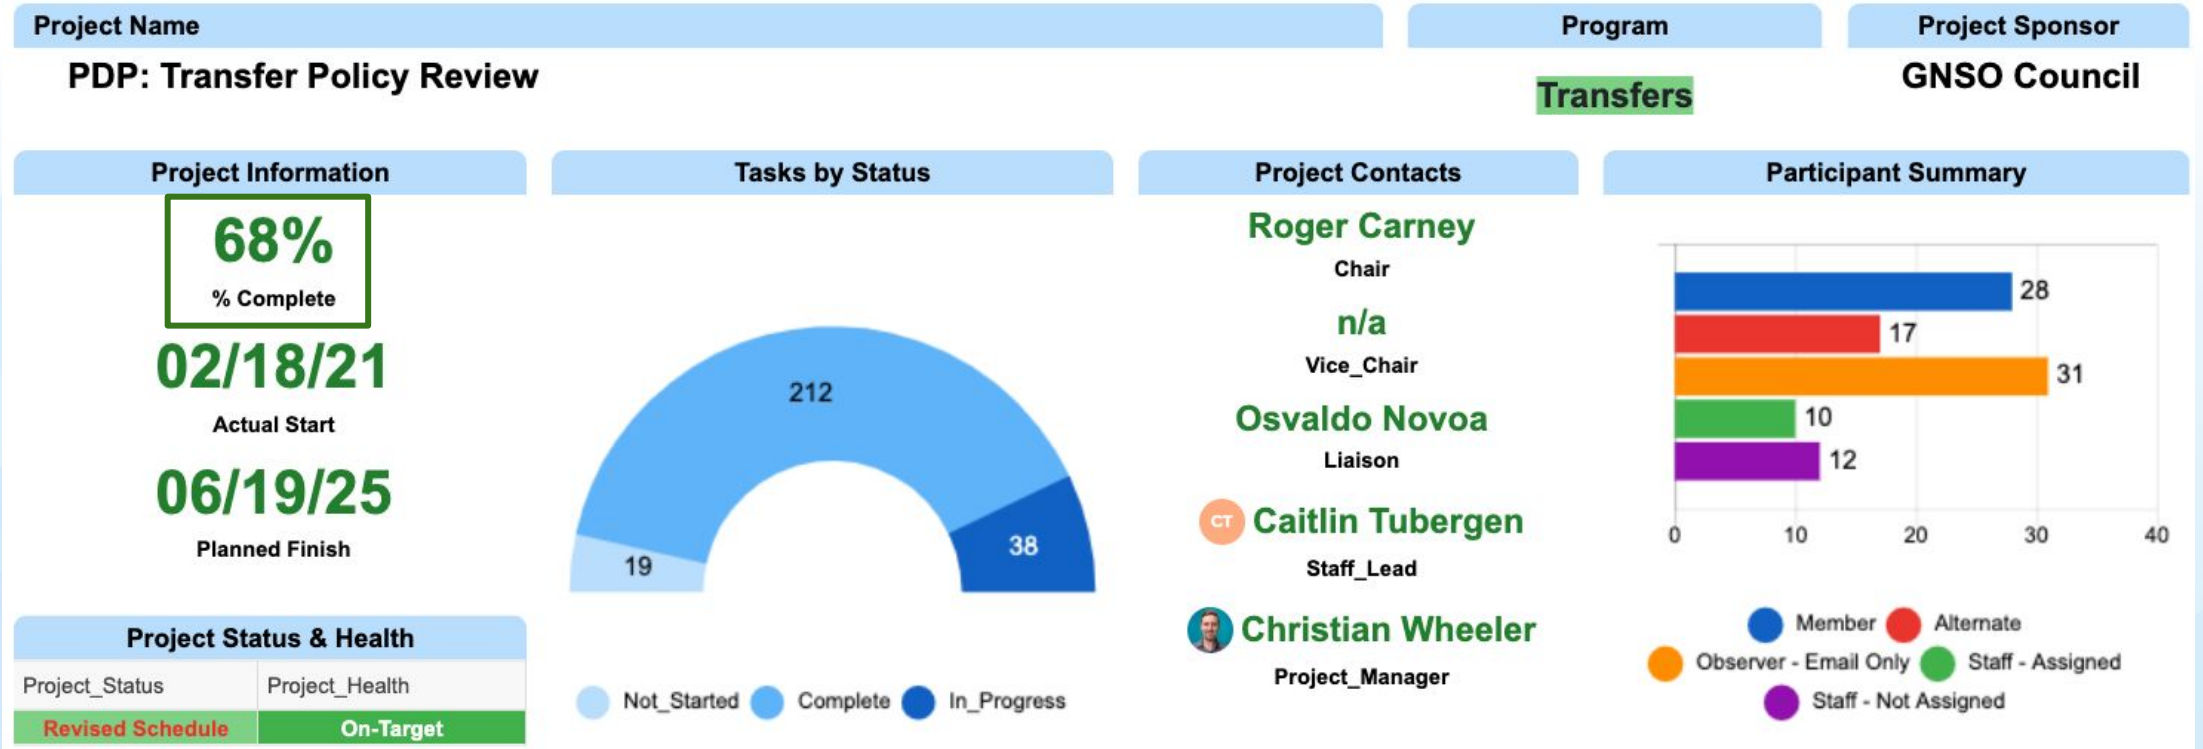 Project Name
PDP: Transfer Policy Review
Program
Transfers
Project Sponsor
GNSO Council
Project Information
68%
% Complete
02/18/21
Actual Start
06/19/25
Planned Finish
Project Status & Health
Project_Status Project_Health
Revised Schedule On-Target
Tasks by Status
212
19
38
Not_Started Complete In_Progress
Project Contacts
Roger Carney
Chair
n/a
Vice_Chair
Osvaldo Novoa
Liaison
CT Caitlin Tubergen
Staff_Lead
Christian Wheeler
Project_Manager
Participant Summary
28
17
31
10
12
0 10 20 30 40
Member Alternate
Observer - Email Only Staff - Assigned
Staff - Not Assigned